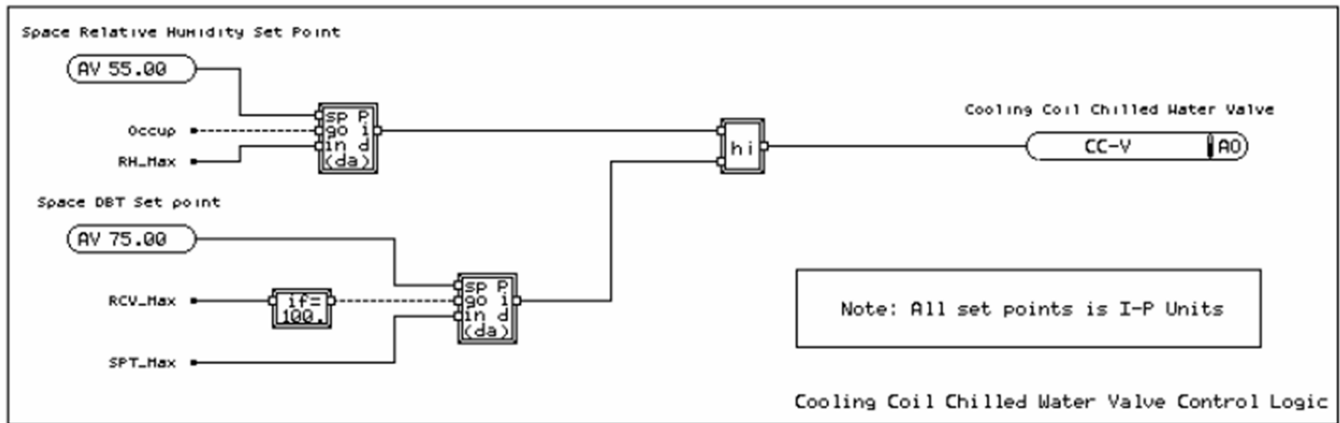 Space Relative Humidity Set Point
AV 55.00
Occup
RH_Max
sp P
go i
in d
(da)
hi
Cooling Coil Chilled Water Valve
CC-V AO
Space DBT Set point
AV 75.00
RCV_Max
if=
100.
SPT_Max
sp P
go i
in d
(da)
Note: All set points is I-P Units
Cooling Coil Chilled Water Valve Control Logic